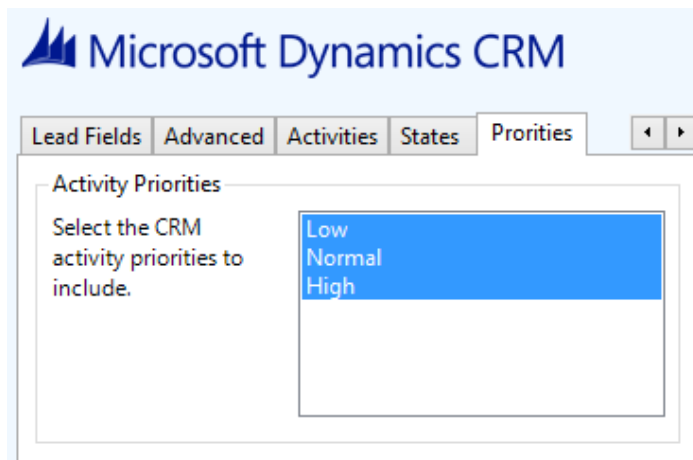 Microsoft Dynamics CRM
Lead Fields Advanced Activities States Prorities
Activity Priorities
Select the CRM
activity priorities to
include.
Low
Normal
High